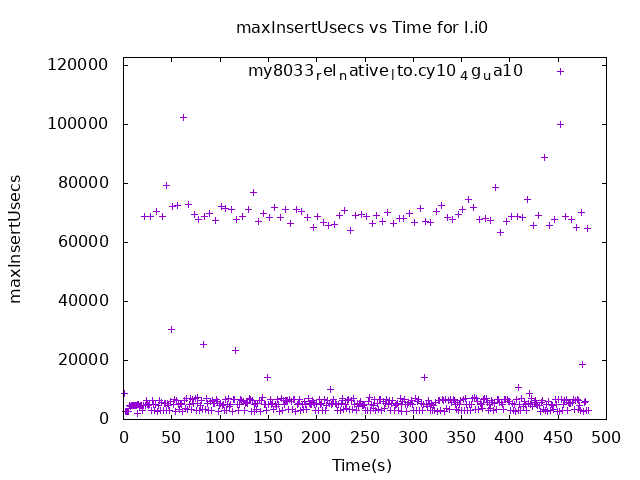 maxInsertUsecs vs Time for I.i0
120000
my8033relnative_lto.cy10_4g_ua10
100000
80000
60000
40000
20000
0
maxInsertUsecs
0 50 100 150 200 250 300 350 400 450 500
Time(s)